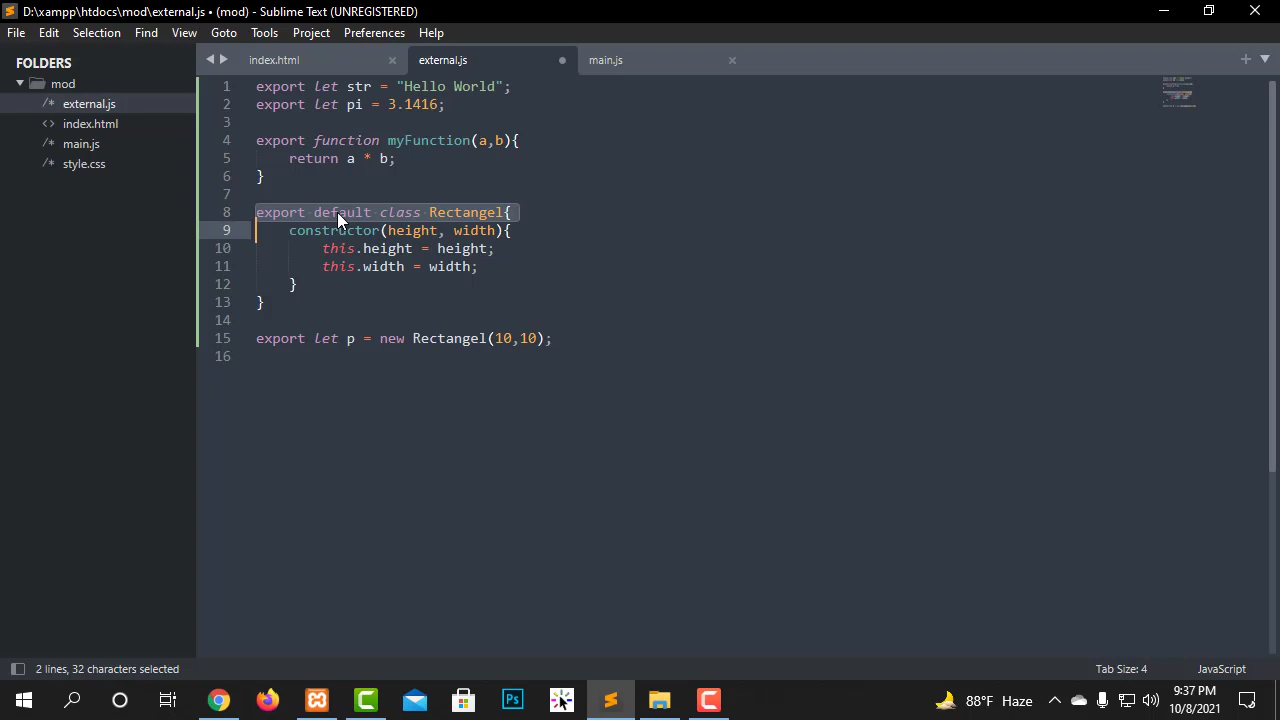 D:\xampp\htdocs\mod\external.js • (mod) - Sublime Text (UNREGISTERED)
File Edit Selection Find View Goto Tools Project Preferences Help
FOLDERS
mod
/* external.js
<> index.html
/* main.js
/* style.css
index.html external.js main.js
1 export let str = "Hello World";
2 export let pi = 3.1416;
3
4 export function myFunction(a,b){
5 return a * b;
6 }
7
8 export default class Rectangel{
9 constructor(height, width){
10 this.height = height;
11 this.width = width;
12 }
13 }
14
15 export let p = new Rectangel(10,10);
16
2 lines, 32 characters selected
Tab Size: 4 JavaScript
Ps
88°F Haze
9:37 PM
10/8/2021